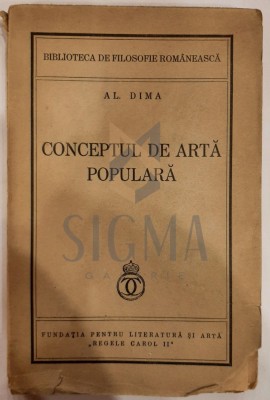 BIBLIOTECA DE FILOSOFIE ROMÂNEASCĂ
AL. DIMA
CONCEPTUL DE ARTĂ
POPULARĂ
SIGMA
FUNDAȚIA PENTRU LITERATURĂ ȘI ARTĂ
„REGELE CAROL II"